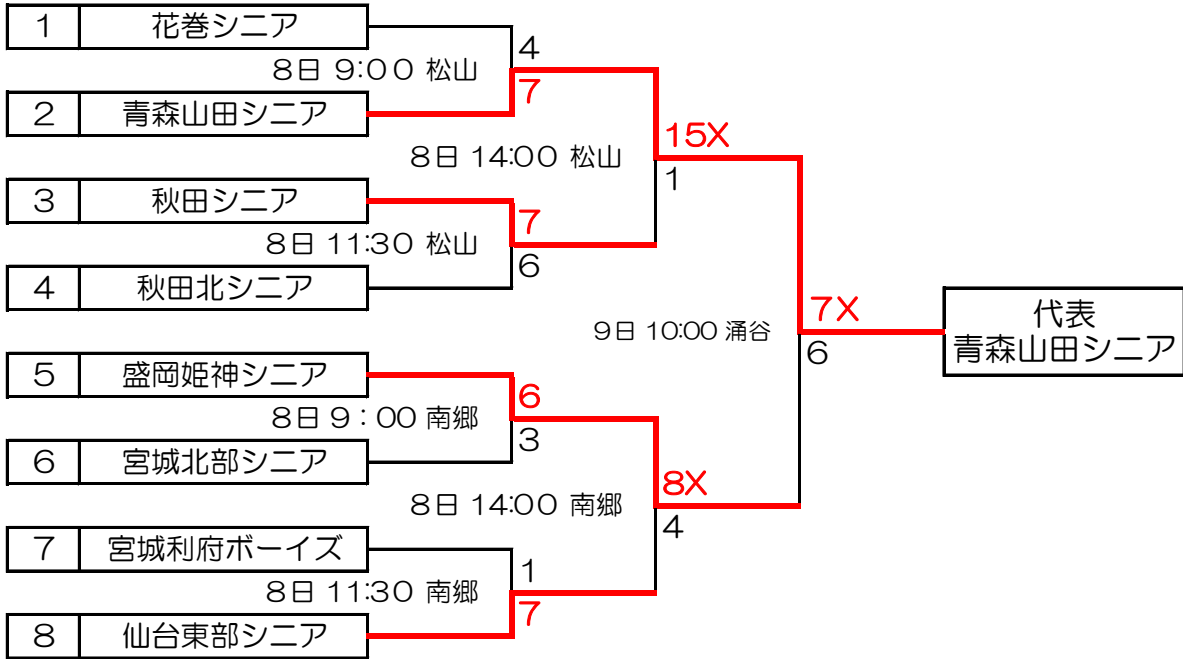 1 花巻シニア
4
8日 9:00 松山
7
2 青森山田シニア
15X
8日 14:00 松山
1
3 秋田シニア
7
8日 11:30 松山
6
4 秋田北シニア
7X
9日 10:00 涌谷
6
代表
青森山田シニア
5 盛岡姫神シニア
6
8日 9:00 南郷
3
6 宮城北部シニア
8X
8日 14:00 南郷
4
7 宮城利府ボーイズ
1
8日 11:30 南郷
7
8 仙台東部シニア